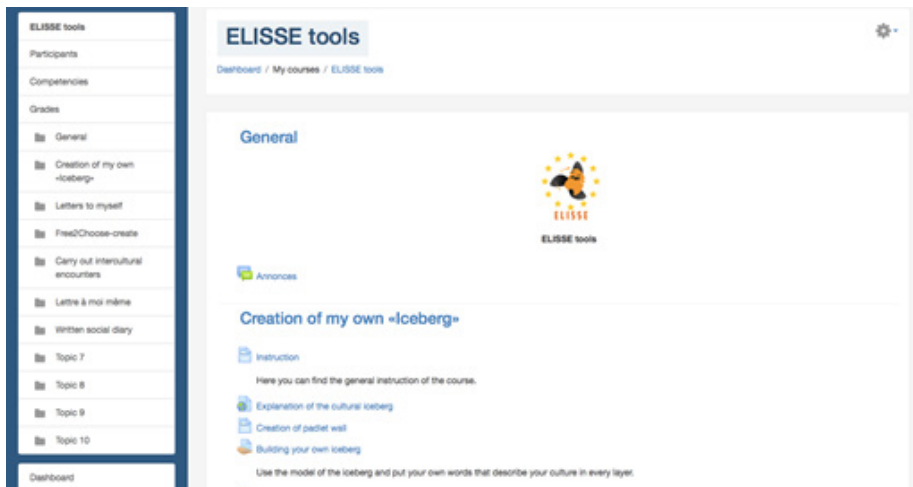 ELISSE tools
Participants
Competencies
Grades
General
Creation of my own
«Iceberg»
Letters to myself
Free2Choose-create
Carry out intercultural
encounters
Lettre à moi même
Written social diary
Topic 7
Topic 8
Topic 9
Topic 10
Dashboard
ELISSE tools
Dashboard / My courses / ELISSE tools
General
ELISSE
ELISSE tools
Annonces
Creation of my own «Iceberg»
Instruction
Here you can find the general instruction of the course.
Explanation of the cultural iceberg
Creation of padlet wall
Building your own iceberg
Use the model of the iceberg and put your own words that describe your culture in every layer.